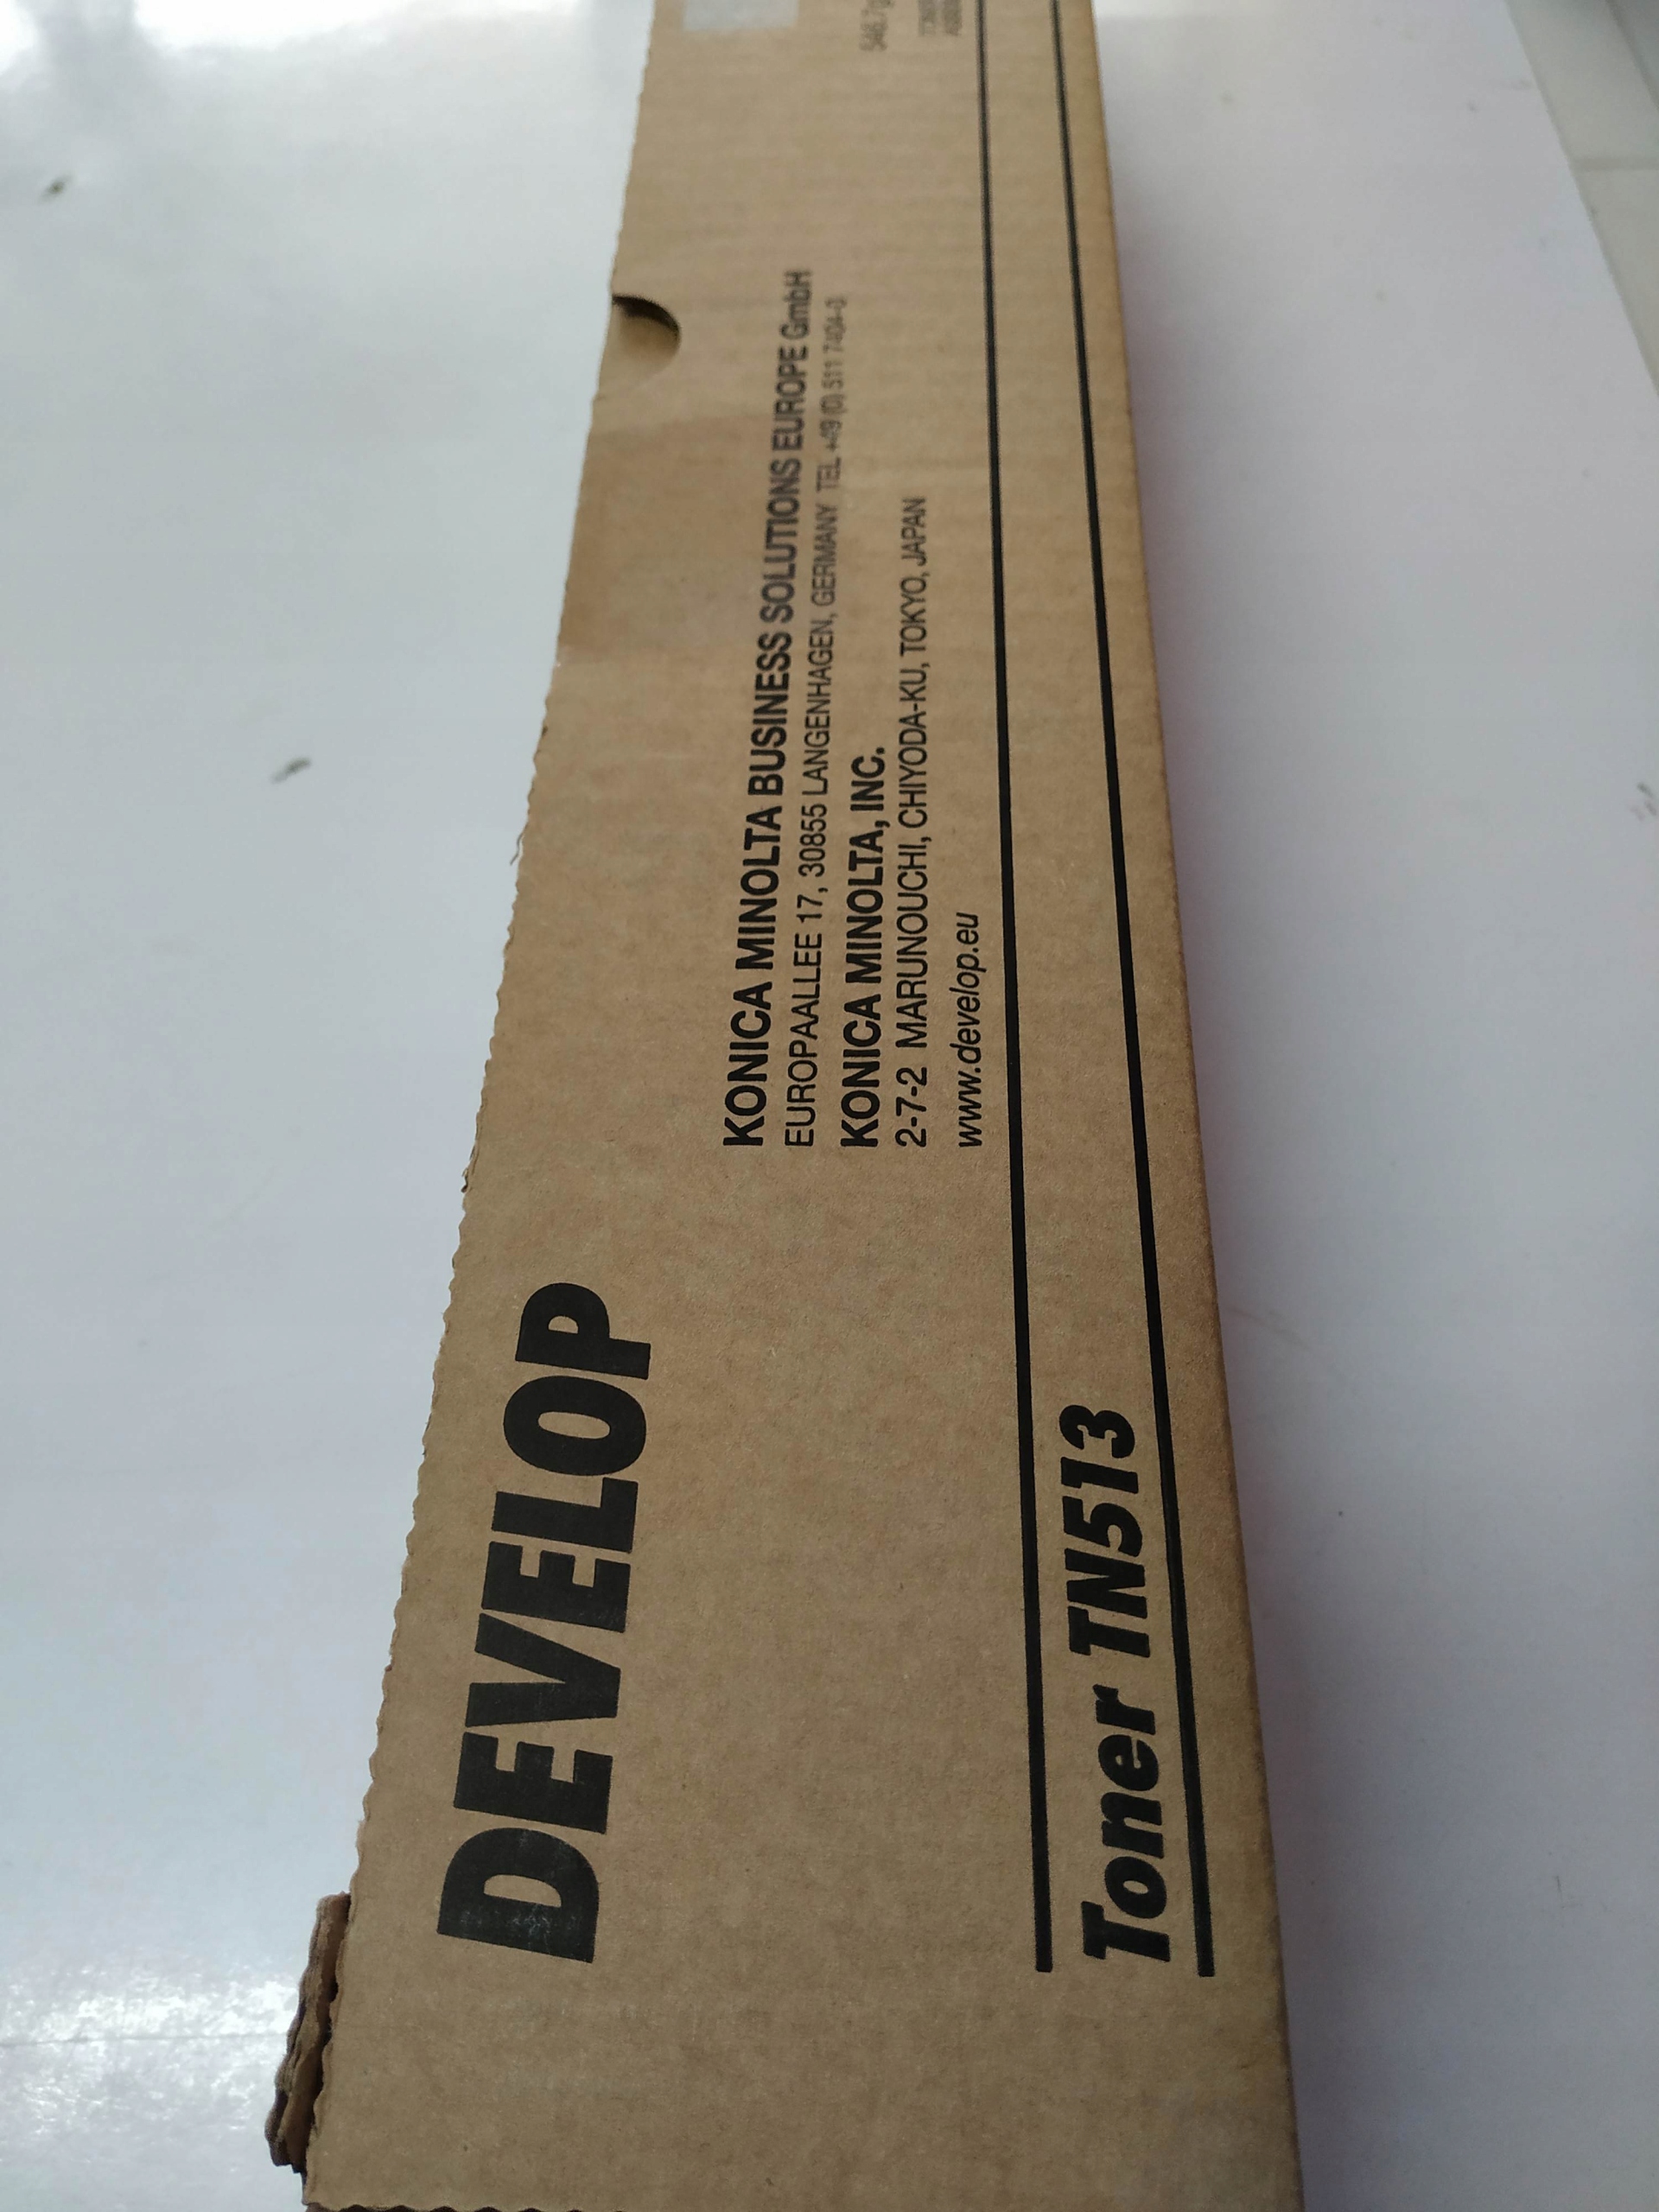 DEVELOP
KONICA MINOLTA BUSINESS SOLUTIONS EUROPE GmbH
EUROPAALLEE 17, 30855 LANGENHAGEN, GERMANY TEL +49 (0) 511 7404-0
KONICA MINOLTA, INC.
2-7-2 MARUNOUCHI, CHIYODA-KU, TOKYO, JAPAN
www.develop.eu
Toner TN513